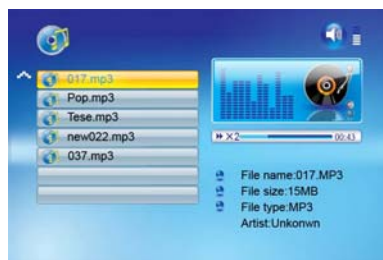 017.mp3
Pop.mp3
Tese.mp3
new022.mp3
037.mp3
×2
00:43
File name:017.MP3
File size:15MB
File type:MP3
Artist:Unkonwn